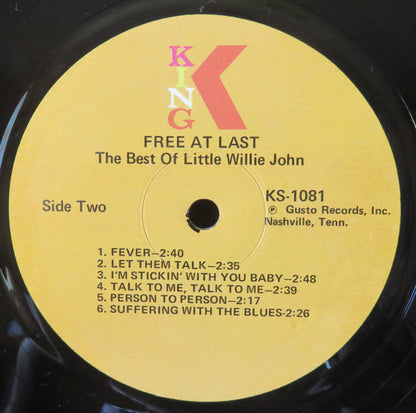 KING
K
FREE AT LAST
The Best Of Little Willie John
Side Two
KS-1081
℗ Gusto Records, Inc.
Nashville, Tenn.
1. FEVER—2:40
2. LET THEM TALK—2:35
3. I'M STICKIN' WITH YOU BABY—2:48
4. TALK TO ME, TALK TO ME—2:39
5. PERSON TO PERSON—2:17
6. SUFFERING WITH THE BLUES-2:26